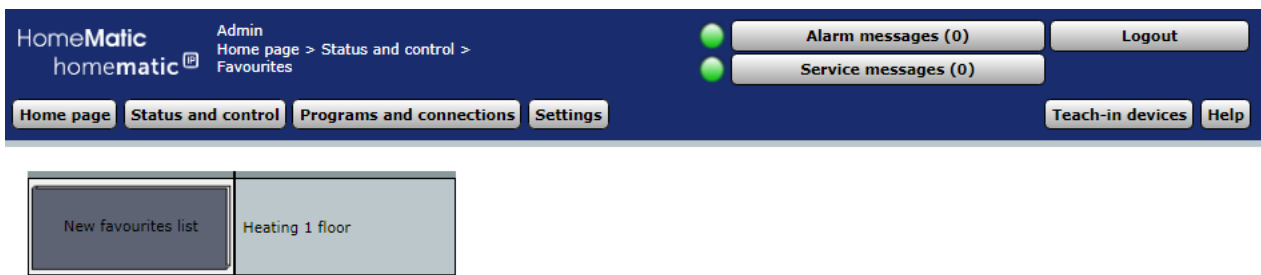 HomeMatic
homematic IP
Admin
Home page > Status and control >
Favourites
Alarm messages (0)
Logout
Service messages (0)
Home page
Status and control
Programs and connections
Settings
Teach-in devices
Help
New favourites list
Heating 1 floor